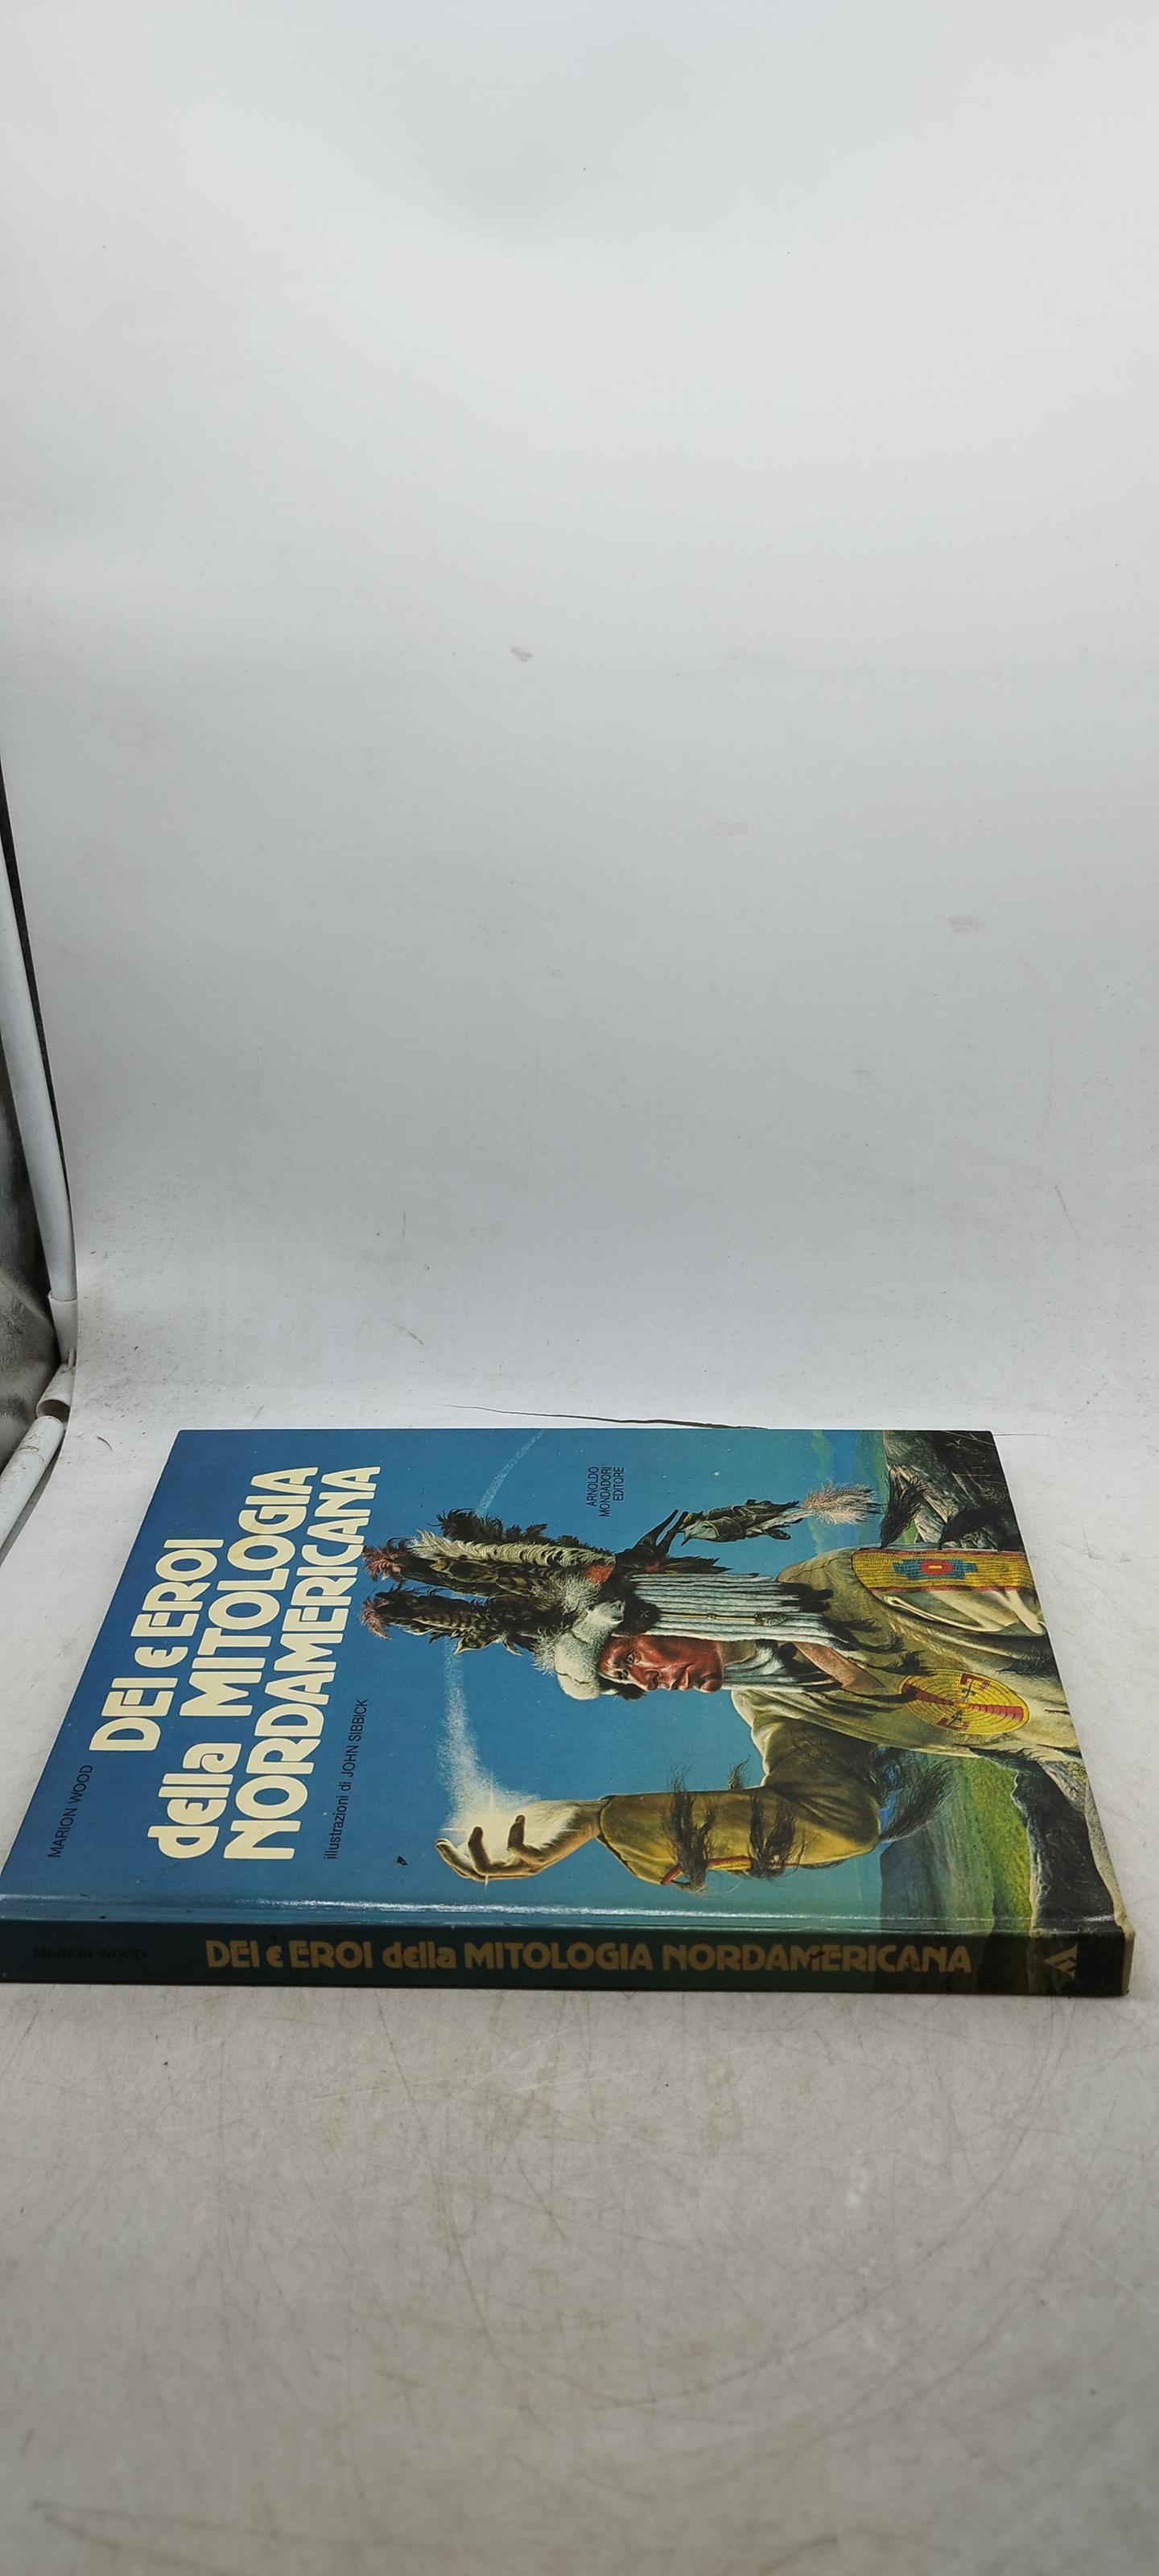 MARION WOOD
DEI e EROI
della MITOLOGIA
NORDAMERICANA
illustrazioni di JOHN SIBBICK
ARNOLDO
MONDADORI
EDITORE
MARION WOOD
DEI e EROI della MITOLOGIA NORDAMERICANA